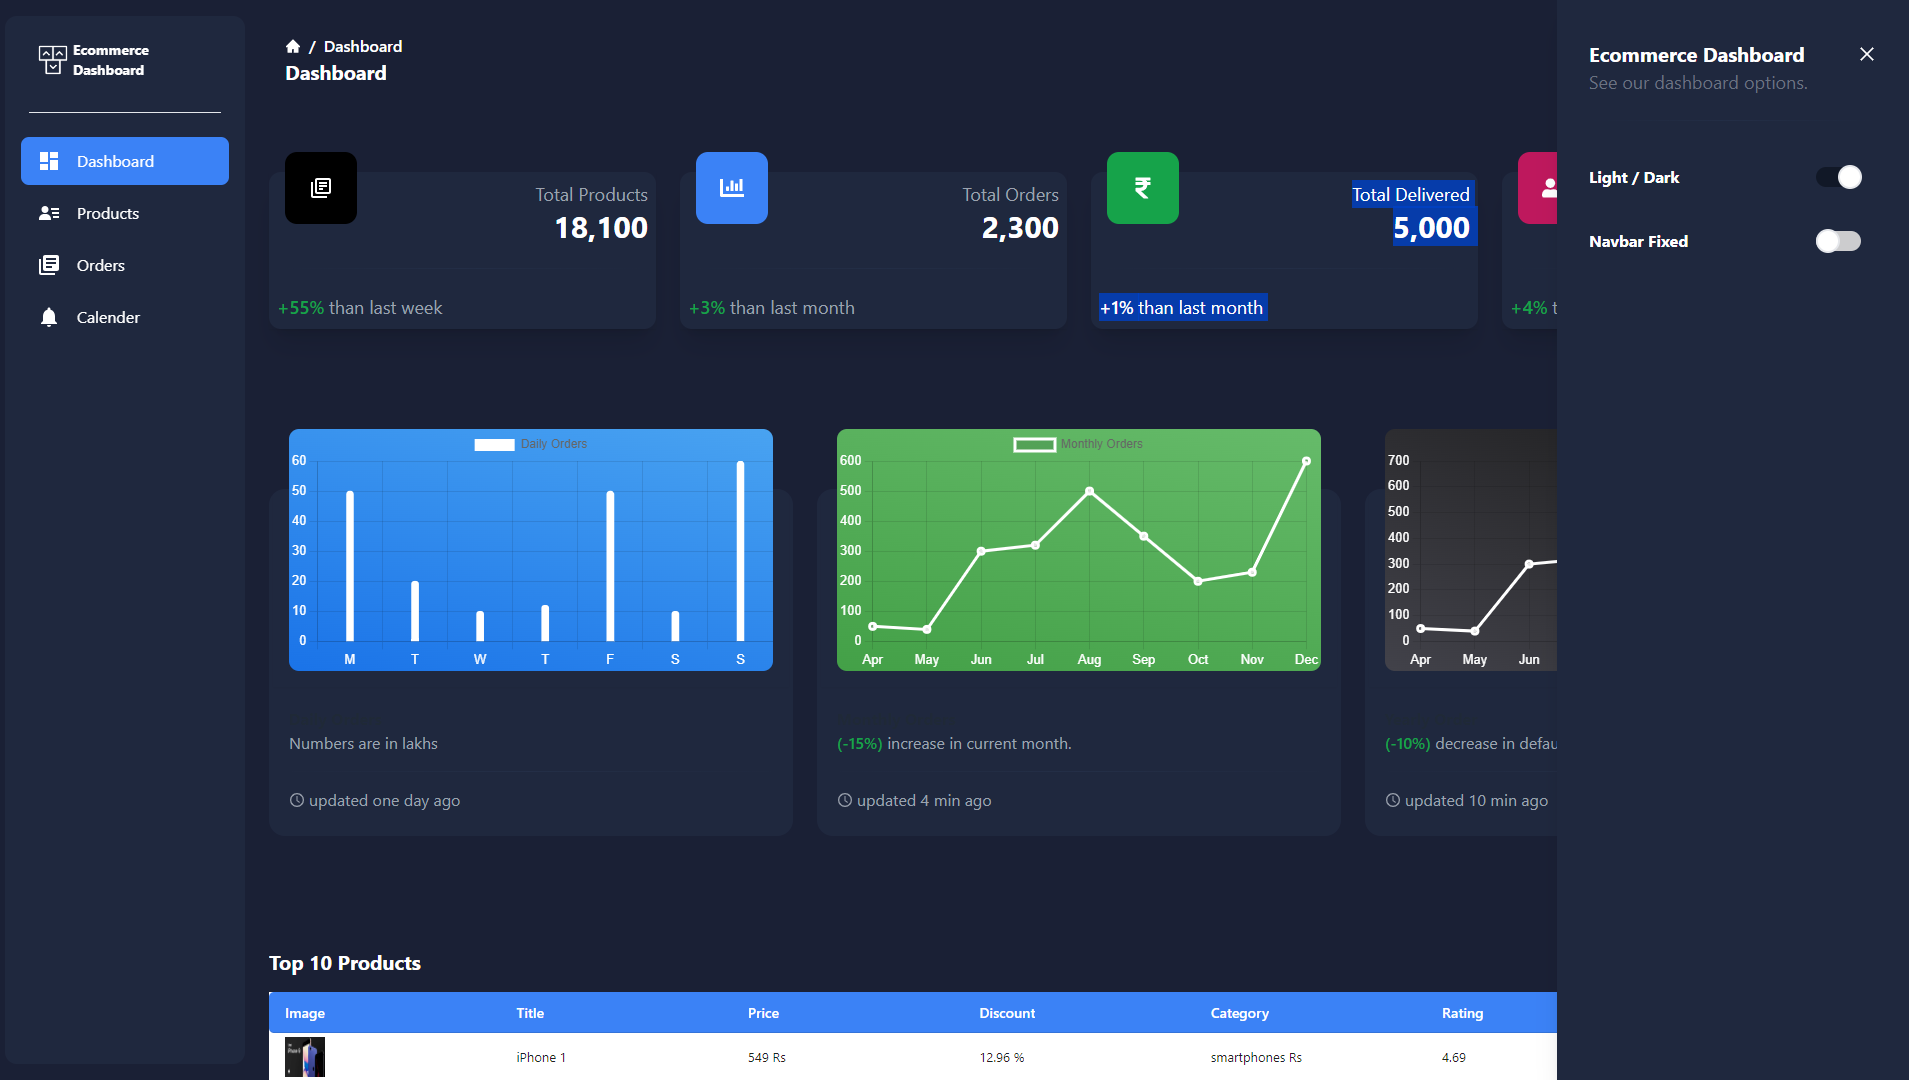 Ecommerce
Dashboard
Dashboard
Products
Orders
Calender
/ Dashboard
Dashboard
Total Products
18,100
+55% than last week
Total Orders
2,300
+3% than last month
Total Delivered
5,000
+1% than last month
+4% t
Daily Orders
60
50
40
30
20
10
0
M T W T F S S
Numbers are in lakhs
updated one day ago
Monthly Orders
600
500
400
300
200
100
0
Apr May Jun Jul Aug Sep Oct Nov Dec
(-15%) increase in current month.
updated 4 min ago
700
600
500
400
300
200
100
0
Apr May Jun
(-10%) decrease in defau
updated 10 min ago
Top 10 Products
Image Title Price Discount Category Rating
iPhone 1 549 Rs 12.96 % smartphones Rs 4.69
Ecommerce Dashboard
See our dashboard options.
Light / Dark
Navbar Fixed